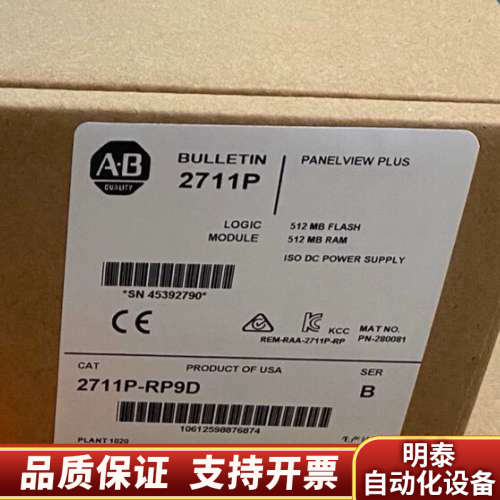 A-B
QUALITY
BULLETIN
2711P
PANELVIEW PLUS
LOGIC
MODULE
512 MB FLASH
512 MB RAM
ISO DC POWER SUPPLY
*SN 45392790*
CE
KCC
REM-RAA-2711P-RP
MAT NO.
PN-280081
CAT
PRODUCT OF USA
SER
2711P-RP9D
B
10612598876874
PLANT 1020
品质保证 支持开票
明泰
自动化设备